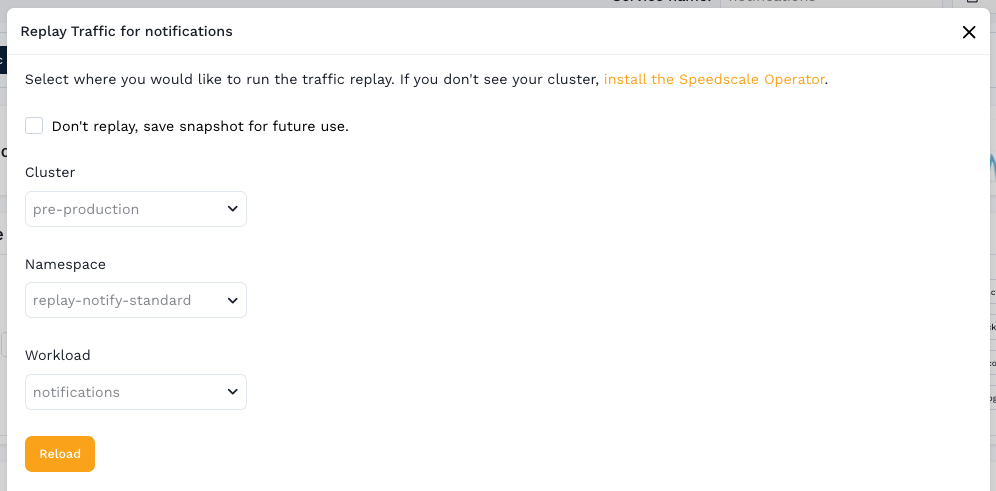 Replay Traffic for notifications
Select where you would like to run the traffic replay. If you don't see your cluster, install the Speedscale Operator.
Don't replay, save snapshot for future use.
Cluster
pre-production
Namespace
replay-notify-standard
Workload
notifications
Reload